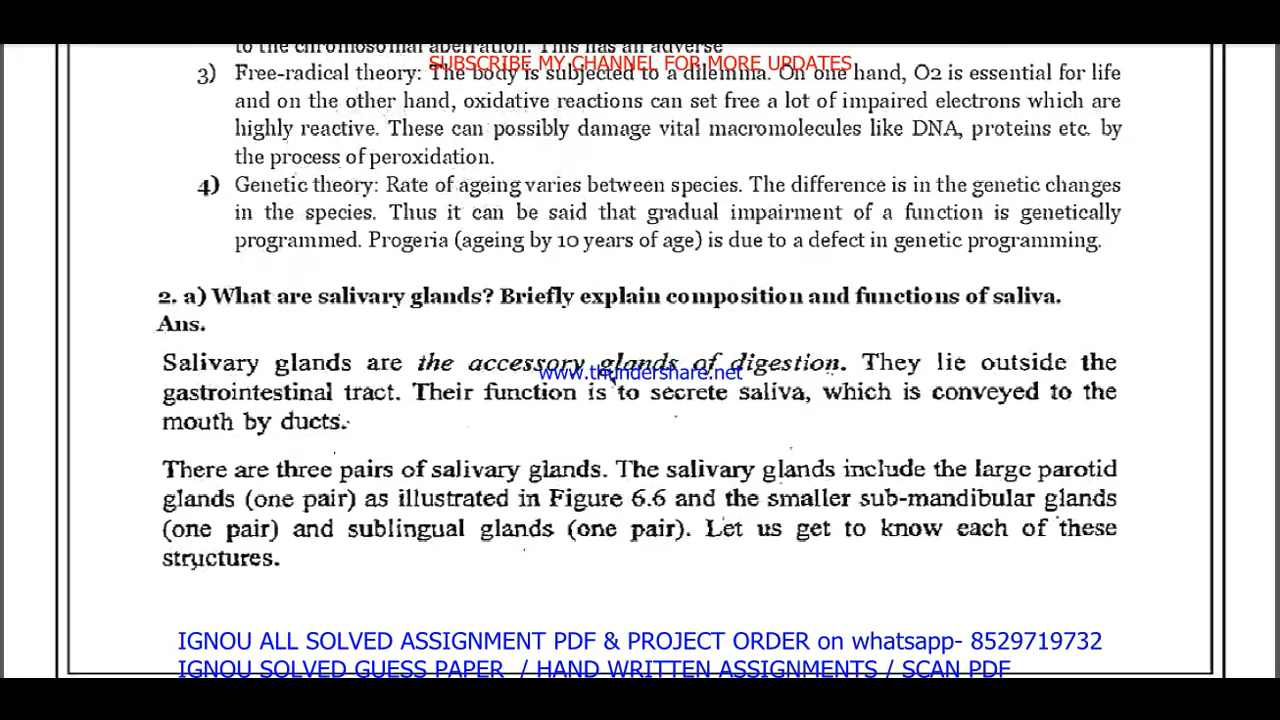 to the chromosomal aberration. This has an adverse
SUBSCRIBE MY CHANNEL FOR MORE UPDATES
3) Free-radical theory: The body is subjected to a dilemma. On one hand, O2 is essential for life
and on the other hand, oxidative reactions can set free a lot of impaired electrons which are
highly reactive. These can possibly damage vital macromolecules like DNA, proteins etc. by
the process of peroxidation.
4) Genetic theory: Rate of ageing varies between species. The difference is in the genetic changes
in the species. Thus it can be said that gradual impairment of a function is genetically
programmed. Progeria (ageing by 10 years of age) is due to a defect in genetic programming.
2. a) What are salivary glands? Briefly explain composition and functions of saliva.
Ans.
Salivary glands are the accessory glands of digestion. They lie outside the
www.thundershare.net
gastrointestinal tract. Their function is to secrete saliva, which is conveyed to the
mouth by ducts.
There are three pairs of salivary glands. The salivary glands include the large parotid
glands (one pair) as illustrated in Figure 6.6 and the smaller sub-mandibular glands
(one pair) and sublingual glands (one pair). Let us get to know each of these
structures.
IGNOU ALL SOLVED ASSIGNMENT PDF & PROJECT ORDER on whatsapp- 8529719732
IGNOU SOLVED GUESS PAPER / HAND WRITTEN ASSIGNMENTS / SCAN PDF